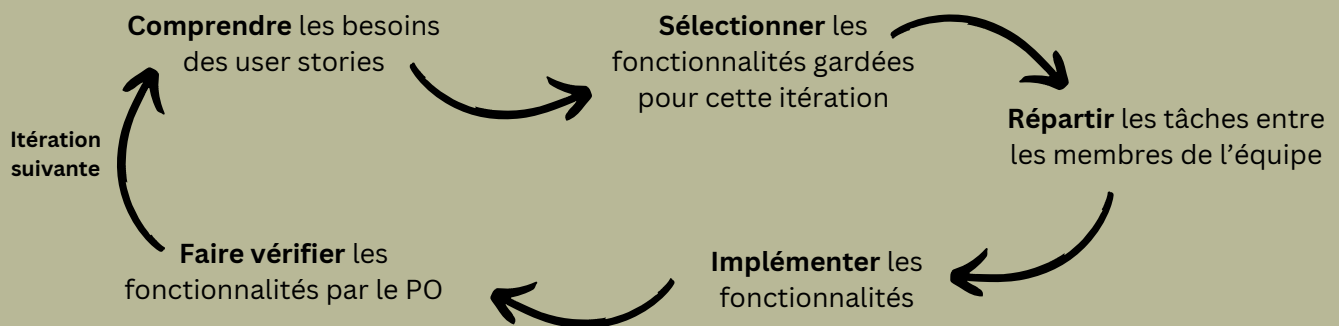 Comprendre les besoins
des user stories
Sélectionner les
fonctionnalités gardées
pour cette itération
Répartir les tâches entre
les membres de l’équipe
Implémenter les
fonctionnalités
Faire vérifier les
fonctionnalités par le PO
Itération
suivante